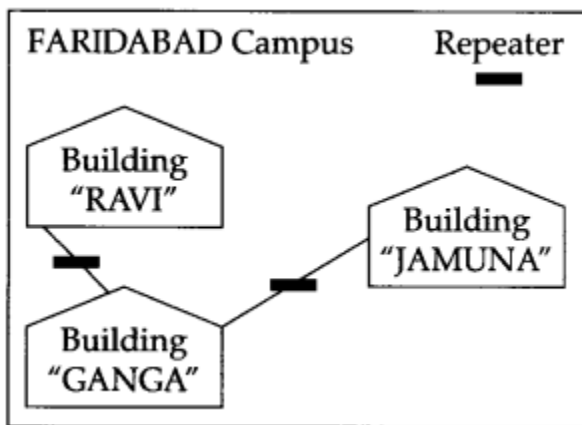 FARIDABAD Campus
Repeater
Building
"RAVI"
Building
"JAMUNA"
Building
"GANGA"